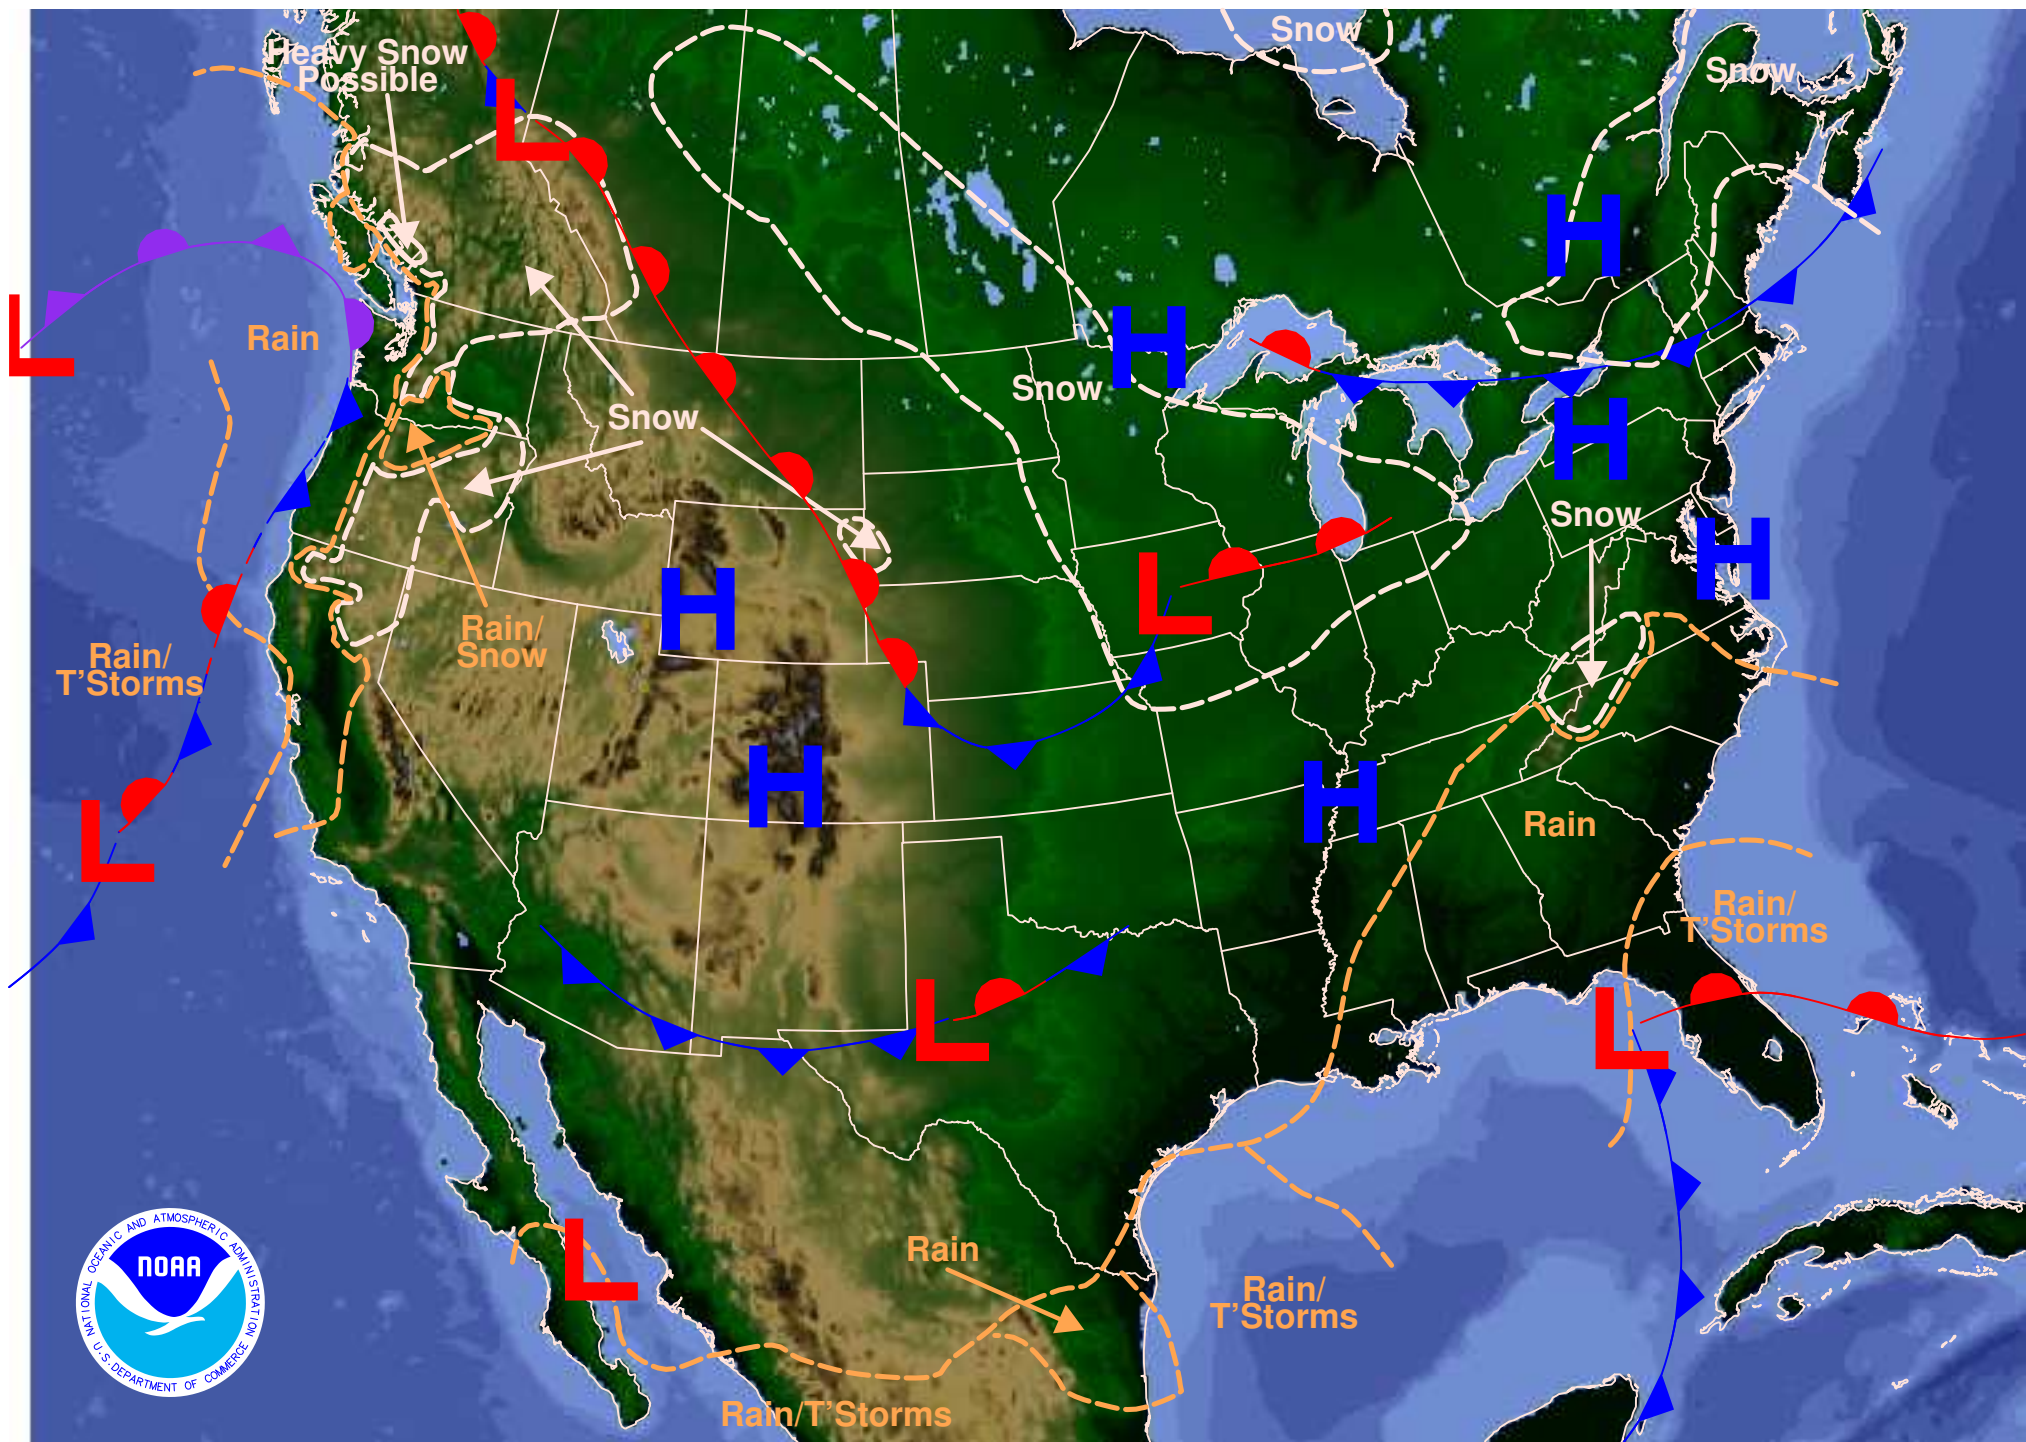 Snow
Heavy Snow
Possible
Snow
L
H
L
H
Rain
Snow
Snow
H
Snow
H
L
H
Rain/
Snow
Rain/
T'Storms
H
H
L
Rain
Rain/
T'Storms
L
L
L
Rain
Rain/
T'Storms
Rain/T'Storms
NATIONAL OCEANIC AND ATMOSPHERIC ADMINISTRATION
NOAA
U.S. DEPARTMENT OF COMMERCE